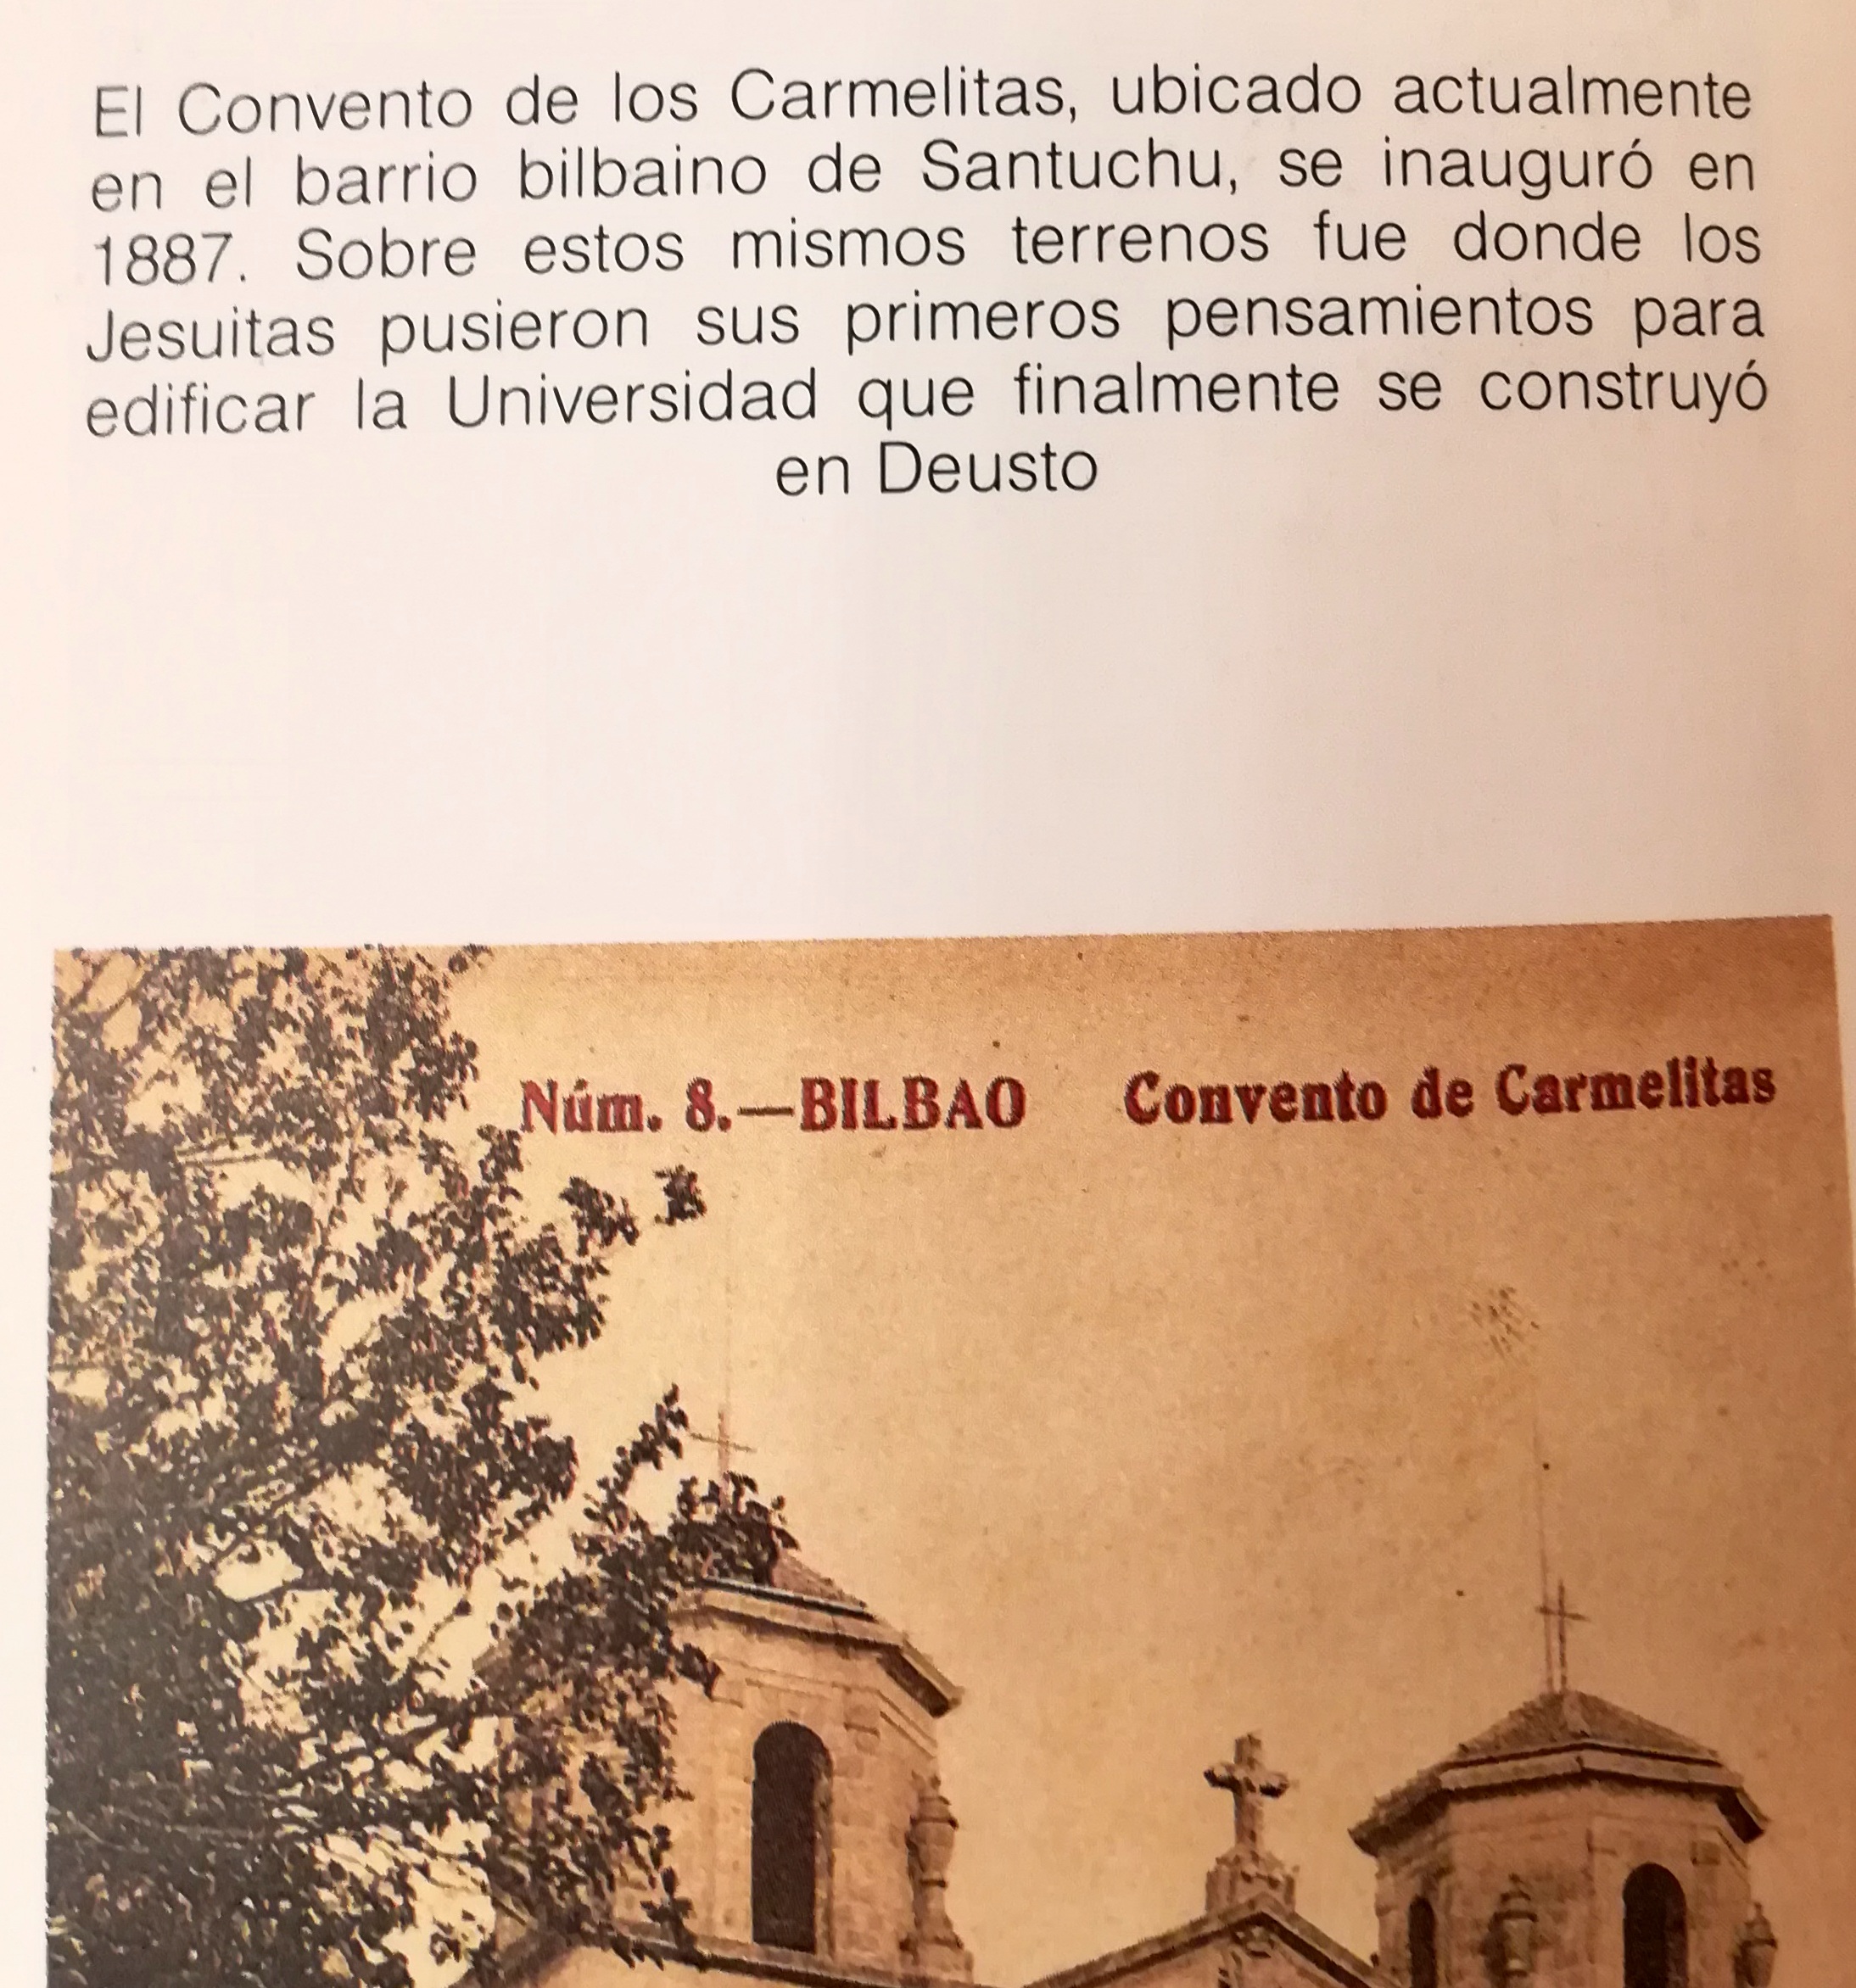 El Convento de los Carmelitas, ubicado actualmente
en el barrio bilbaino de Santuchu, se inauguró en
1887. Sobre estos mismos terrenos fue donde los
Jesuitas pusieron sus primeros pensamientos para
edificar la Universidad que finalmente se construyó
en Deusto
Núm. 8.—BILBAO Convento de Carmelitas